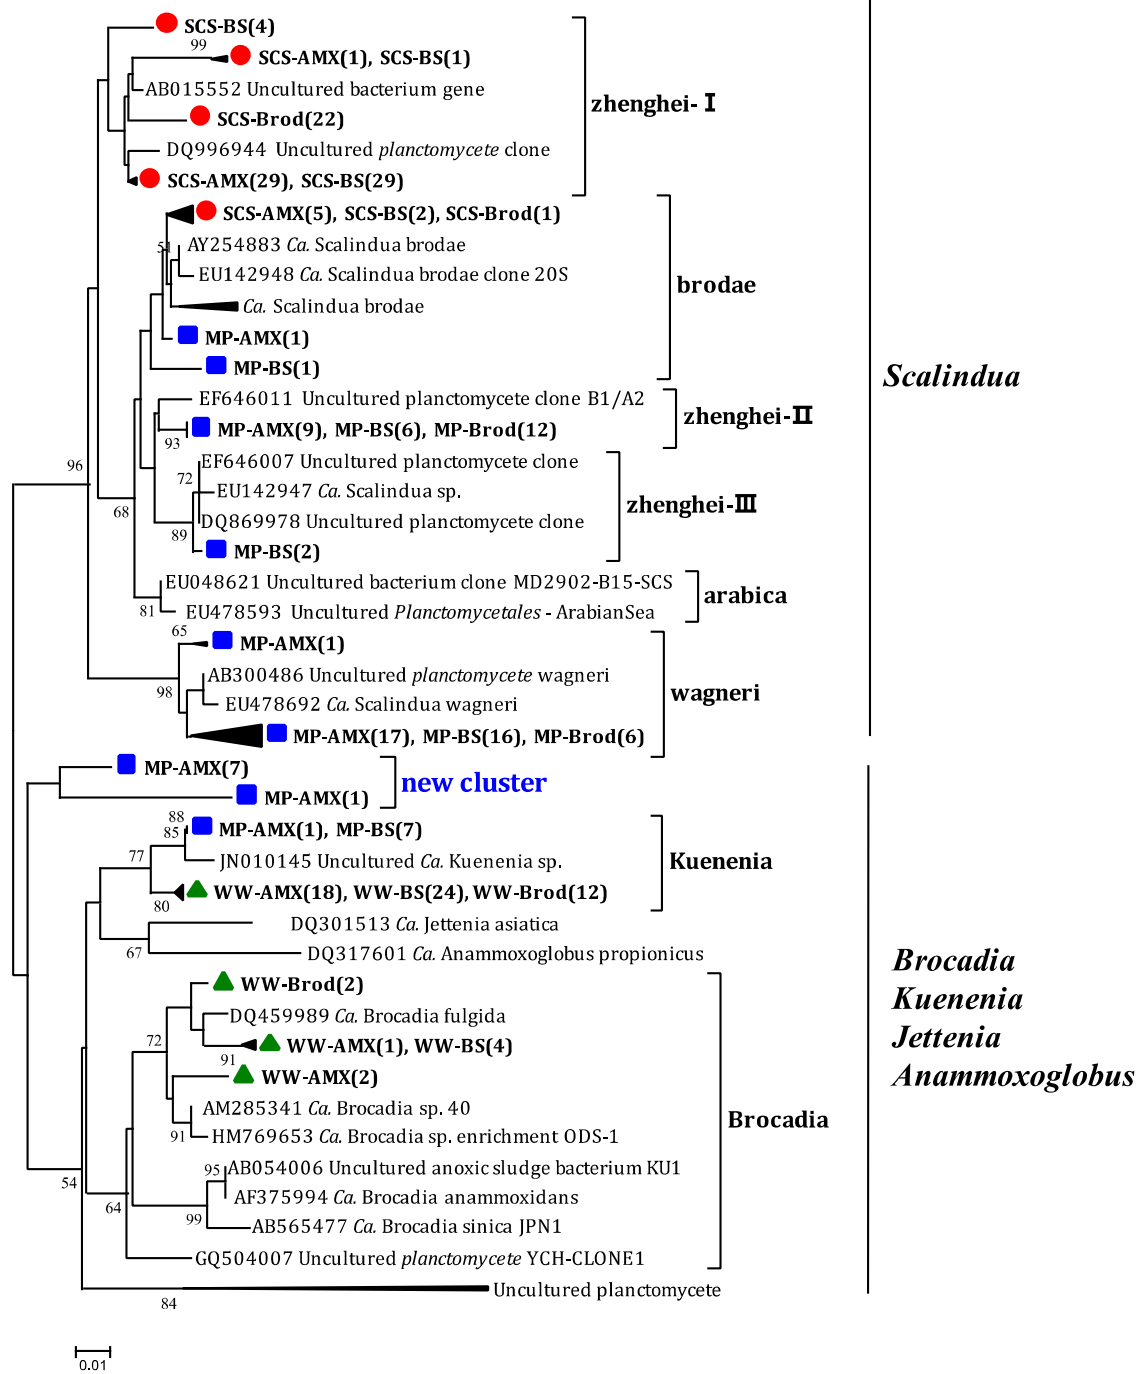 SCS-BS(4)
99
SCS-AMX(1), SCS-BS(1)
AB015552 Uncultured bacterium gene
zhenghei-Ⅰ
SCS-Brod(22)
DQ996944 Uncultured planctomycete clone
SCS-AMX(29), SCS-BS(29)
SCS-AMX(5), SCS-BS(2), SCS-Brod(1)
51
AY254883 Ca. Scalindua brodae
EU142948 Ca. Scalindua brodae clone 20S
brodae
Ca. Scalindua brodae
MP-AMX(1)
MP-BS(1)
Scalindua
EF646011 Uncultured planctomycete clone B1/A2
zhenghei-Ⅱ
MP-AMX(9), MP-BS(6), MP-Brod(12)
93
96
EF646007 Uncultured planctomycete clone
72
EU142947 Ca. Scalindua sp.
zhenghei-Ⅲ
68
DQ869978 Uncultured planctomycete clone
89
MP-BS(2)
EU048621 Uncultured bacterium clone MD2902-B15-SCS
arabica
81
EU478593 Uncultured Planctomycetales - ArabianSea
65
MP-AMX(1)
AB300486 Uncultured planctomycete wagneri
98
wagneri
EU478692 Ca. Scalindua wagneri
MP-AMX(17), MP-BS(16), MP-Brod(6)
MP-AMX(7)
new cluster
MP-AMX(1)
88
85
MP-AMX(1), MP-BS(7)
77
JN010145 Uncultured Ca. Kuenenia sp.
Kuenenia
WW-AMX(18), WW-BS(24), WW-Brod(12)
80
DQ301513 Ca. Jettenia asiatica
67
DQ317601 Ca. Anammoxoglobus propionicus
Brocadia
Kuenenia
Jettenia
Anammoxoglobus
WW-Brod(2)
DQ459989 Ca. Brocadia fulgida
72
WW-AMX(1), WW-BS(4)
91
WW-AMX(2)
AM285341 Ca. Brocadia sp. 40
Brocadia
91
HM769653 Ca. Brocadia sp. enrichment ODS-1
95
AB054006 Uncultured anoxic sludge bacterium KU1
54
AF375994 Ca. Brocadia anammoxidans
64
99
AB565477 Ca. Brocadia sinica JPN1
GQ504007 Uncultured planctomycete YCH-CLONE1
Uncultured planctomycete
84
0.01